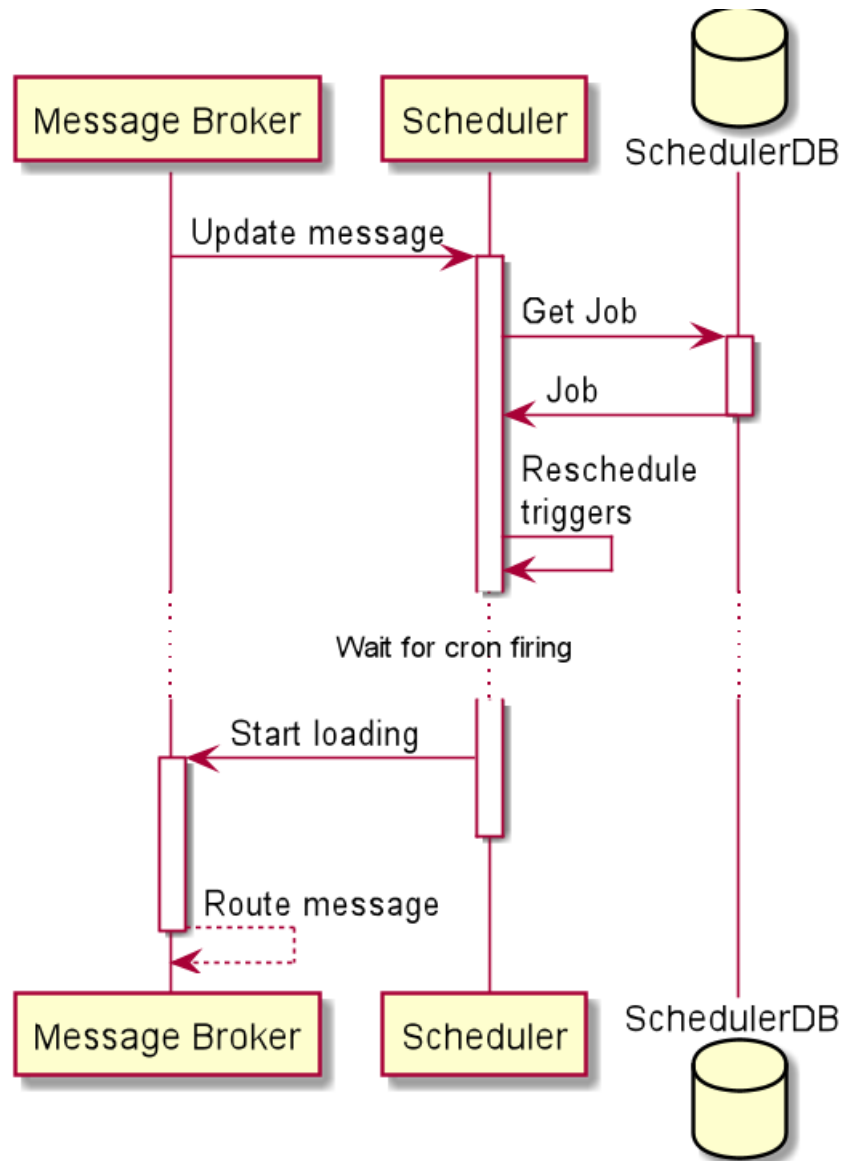 Message Broker
Scheduler
SchedulerDB
Update message
Get Job
Job
Reschedule
triggers
Wait for cron firing
Start loading
Route message
Message Broker
Scheduler
SchedulerDB